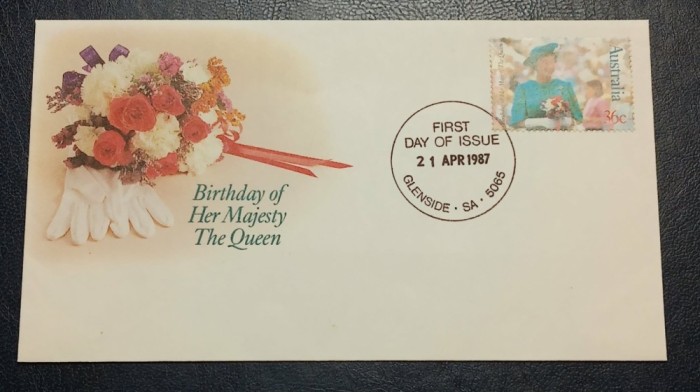 Australia
36c
FIRST
DAY OF ISSUE
21 APR 1987
GLENSIDE · SA · 5065
Birthday of
Her Majesty
The Queen